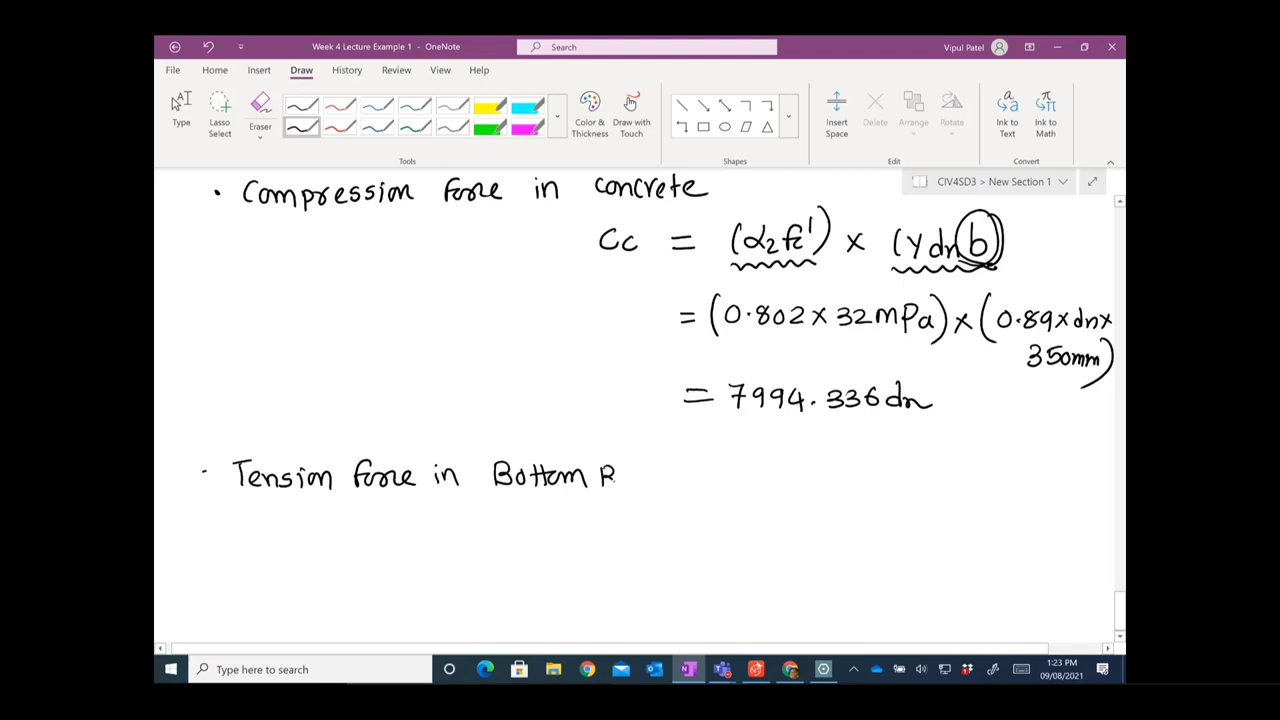 Week 4 Lecture Example 1 - OneNote
Search
Vipul Patel
File Home Insert Draw History Review View Help
Type
Lasso Select
Eraser
Color & Thickness
Draw with Touch
Insert Space
Delete
Arrange
Rotate
Ink to Text
Ink to Math
Tools
Shapes
Edit
Convert
CIV4SD3 > New Section 1
• Compression force in concrete
Cc = (α2fc') × (γdnb)
= (0.802 × 32mPa) × (0.89×dn×
350mm)
= 7994.336 dn
• Tension force in Bottom R
Type here to search
1:23 PM
09/08/2021